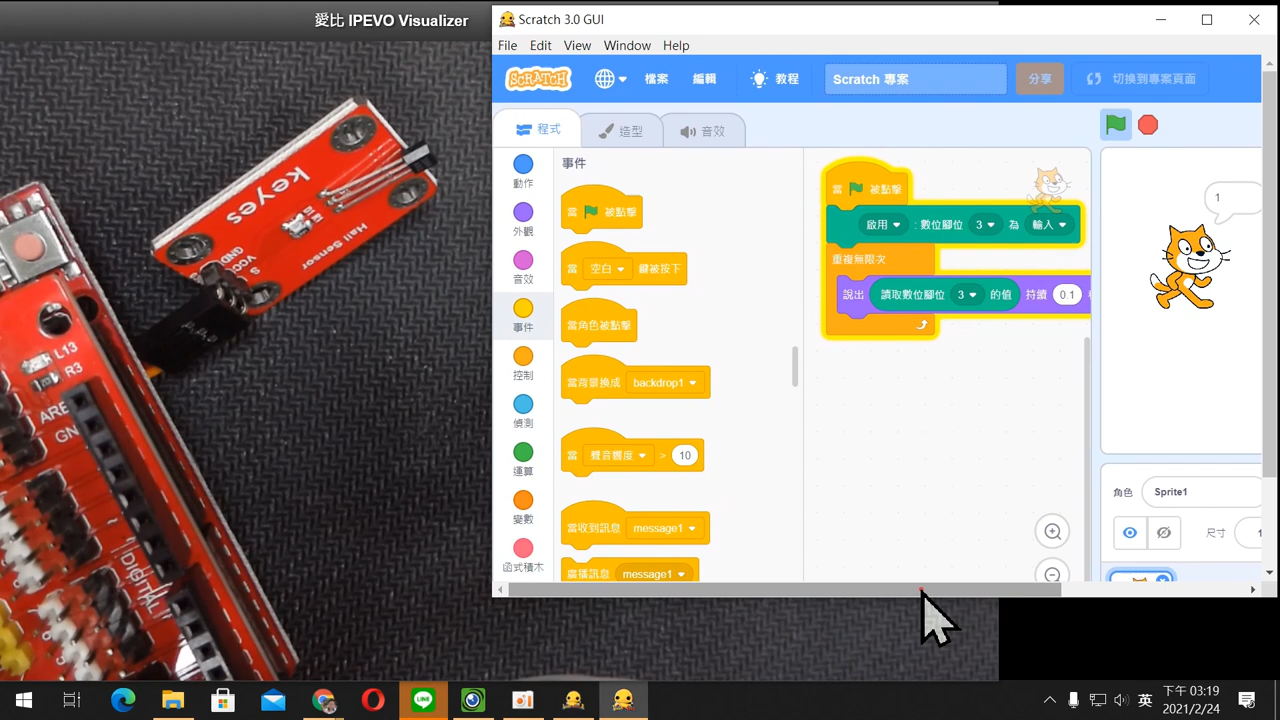 愛比 IPEVO Visualizer
Scratch 3.0 GUI
File Edit View Window Help
SCRATCH 檔案 編輯 教程 Scratch 專案 分享 切換到專案頁面
程式 造型 音效
動作
外觀
音效
事件
控制
偵測
運算
變數
函式積木
事件
當 被點擊
當 空白 鍵被按下
當角色被點擊
當背景換成 backdrop1
當 聲音響度 > 10
當收到訊息 message1
廣播訊息 message1
當 被點擊
啟用 : 數位腳位 3 為 輸入
重複無限次
說出 讀取數位腳位 3 的值 持續 0.1
1
角色 Sprite1
尺寸
keyes
Hall Sensor
GND
VCC
S
L13
R3
ARE
GN
DIGITAL
LINE
英
下午 03:19
2021/2/24